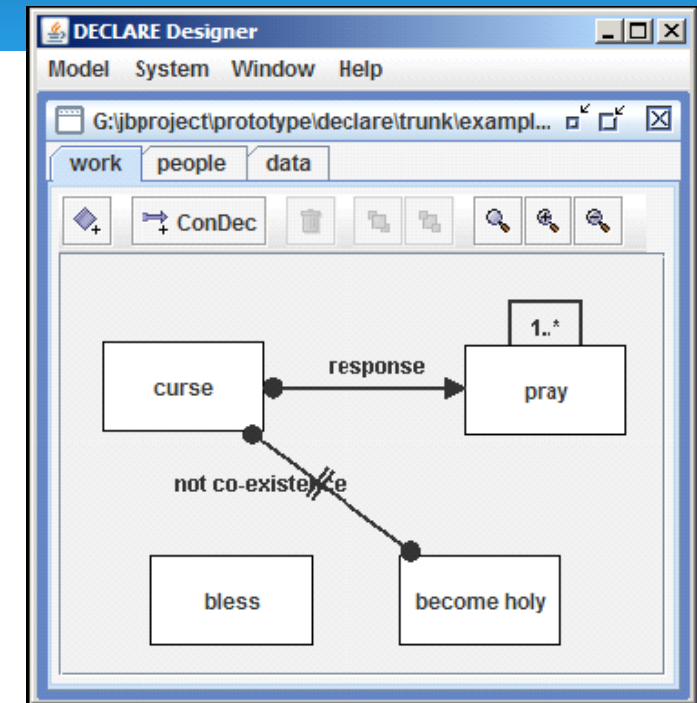 DECLARE Designer
Model System Window Help
G:\jbproject\prototype\declare\trunk\exampl...
work people data
ConDec
1..*
response
curse
pray
not co-existence
bless
become holy